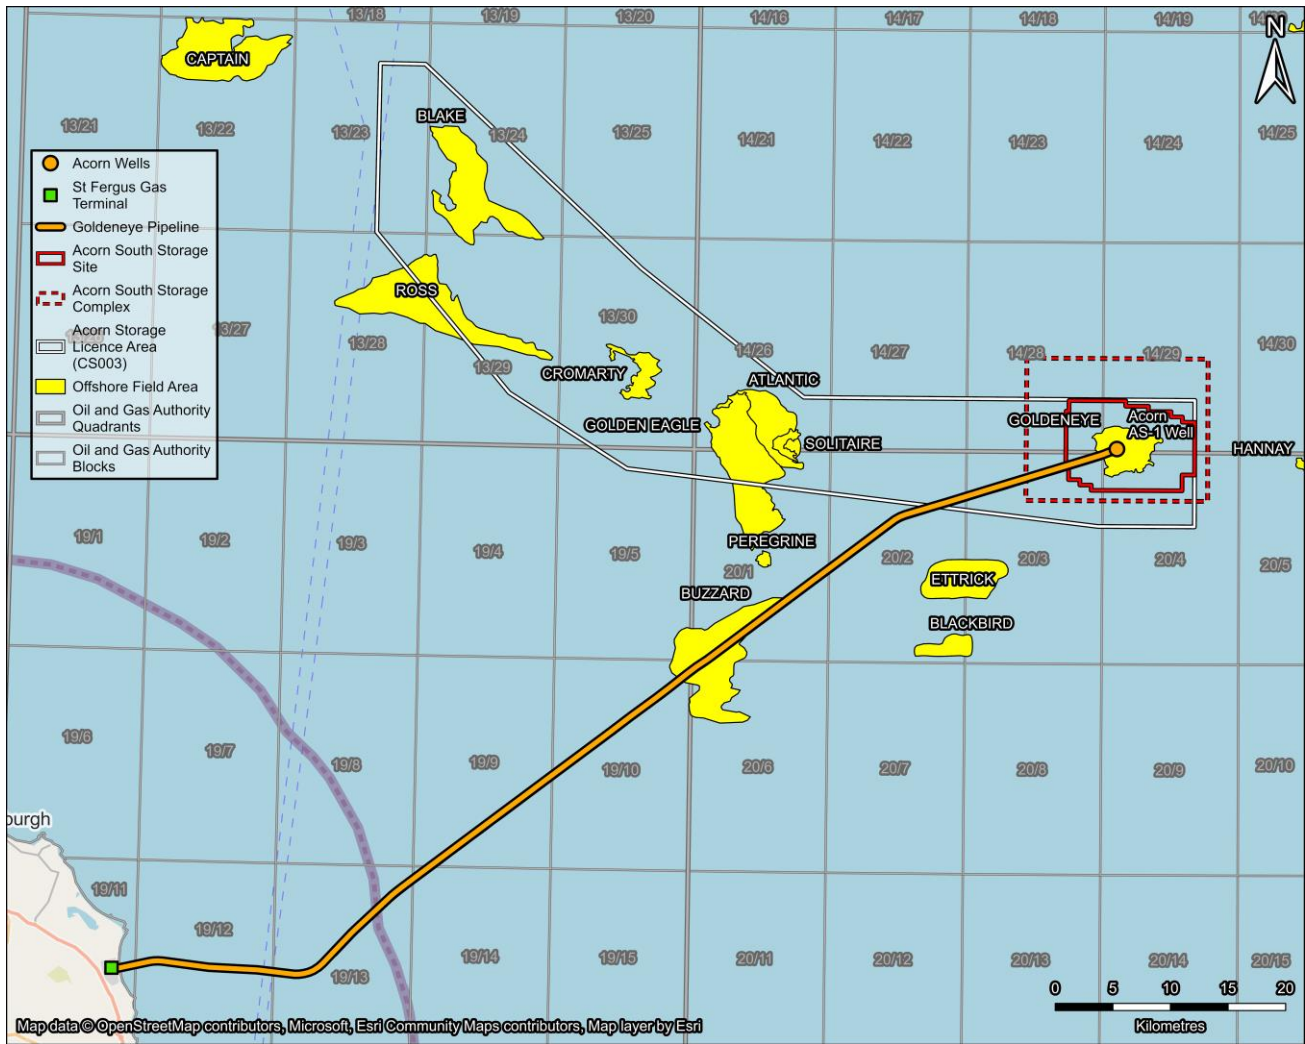 13/18
13/19
13/20
14/16
14/17
14/18
14/19
N
CAPTAIN
BLAKE
13/21
13/22
13/23
13/24
13/25
14/21
14/22
14/23
14/24
14/25
Acorn Wells
St Fergus Gas
Terminal
Goldeneye Pipeline
Acorn South Storage
Site
Acorn South Storage
Complex
Acorn Storage
Licence Area
(CS003)
Offshore Field Area
Oil and Gas Authority
Quadrants
Oil and Gas Authority
Blocks
ROSS
13/27
13/28
13/29
13/30
14/26
14/27
14/28
14/29
14/30
CROMARTY
ATLANTIC
GOLDEN EAGLE
SOLITAIRE
GOLDENEYE
Acorn
AS-1 Well
HANNAY
19/1
19/2
19/3
19/4
19/5
PEREGRINE
20/1
20/2
20/3
20/4
20/5
BUZZARD
ETTRICK
BLACKBIRD
19/6
19/7
19/8
19/9
19/10
20/6
20/7
20/8
20/9
20/10
burgh
19/11
19/12
19/13
19/14
19/15
20/11
20/12
20/13
20/14
20/15
0 5 10 15 20
Kilometres
Map data © OpenStreetMap contributors, Microsoft, Esri Community Maps contributors, Map layer by Esri